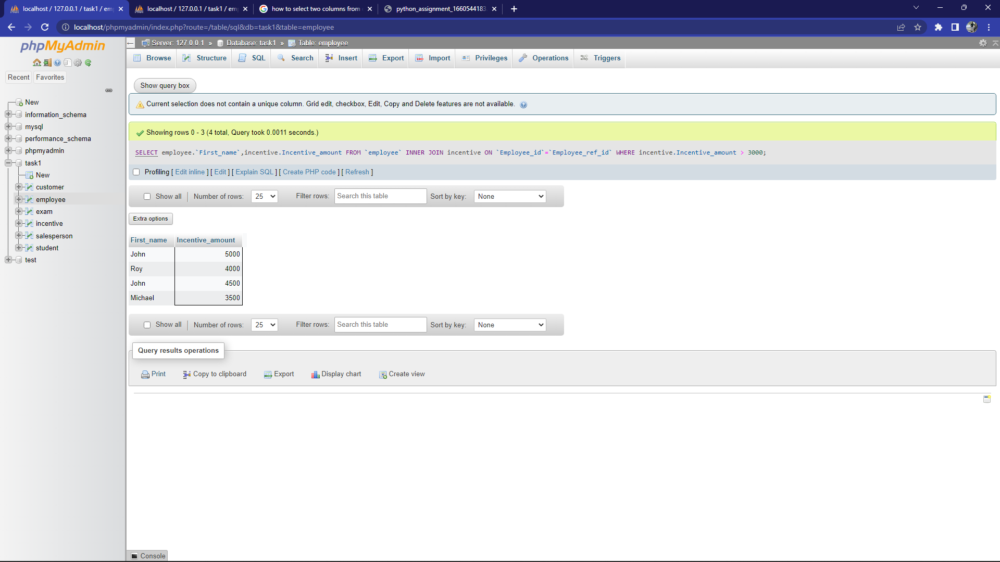 localhost / 127.0.0.1 / task1 / emp
localhost / 127.0.0.1 / task1 / emp
how to select two columns from
python_assignment_1660544183
localhost/phpmyadmin/index.php?route=/table/sql&db=task1&table=employee
phpMyAdmin
Recent
Favorites
New
information_schema
mysql
performance_schema
phpmyadmin
task1
New
customer
employee
exam
incentive
salesperson
student
test
Server: 127.0.0.1 » Database: task1 » Table: employee
Browse Structure SQL Search Insert Export Import Privileges Operations Triggers
Show query box
Current selection does not contain a unique column. Grid edit, checkbox, Edit, Copy and Delete features are not available.
Showing rows 0 - 3 (4 total, Query took 0.0011 seconds.)
SELECT employee.`First_name`,incentive.Incentive_amount FROM `employee` INNER JOIN incentive ON `Employee_id`=`Employee_ref_id` WHERE incentive.Incentive_amount > 3000;
Profiling [ Edit inline ] [ Edit ] [ Explain SQL ] [ Create PHP code ] [ Refresh ]
Show all | Number of rows: 25 Filter rows: Search this table Sort by key: None
Extra options
First_name Incentive_amount
John 5000
Roy 4000
John 4500
Michael 3500
Show all | Number of rows: 25 Filter rows: Search this table Sort by key: None
Query results operations
Print Copy to clipboard Export Display chart Create view
Console